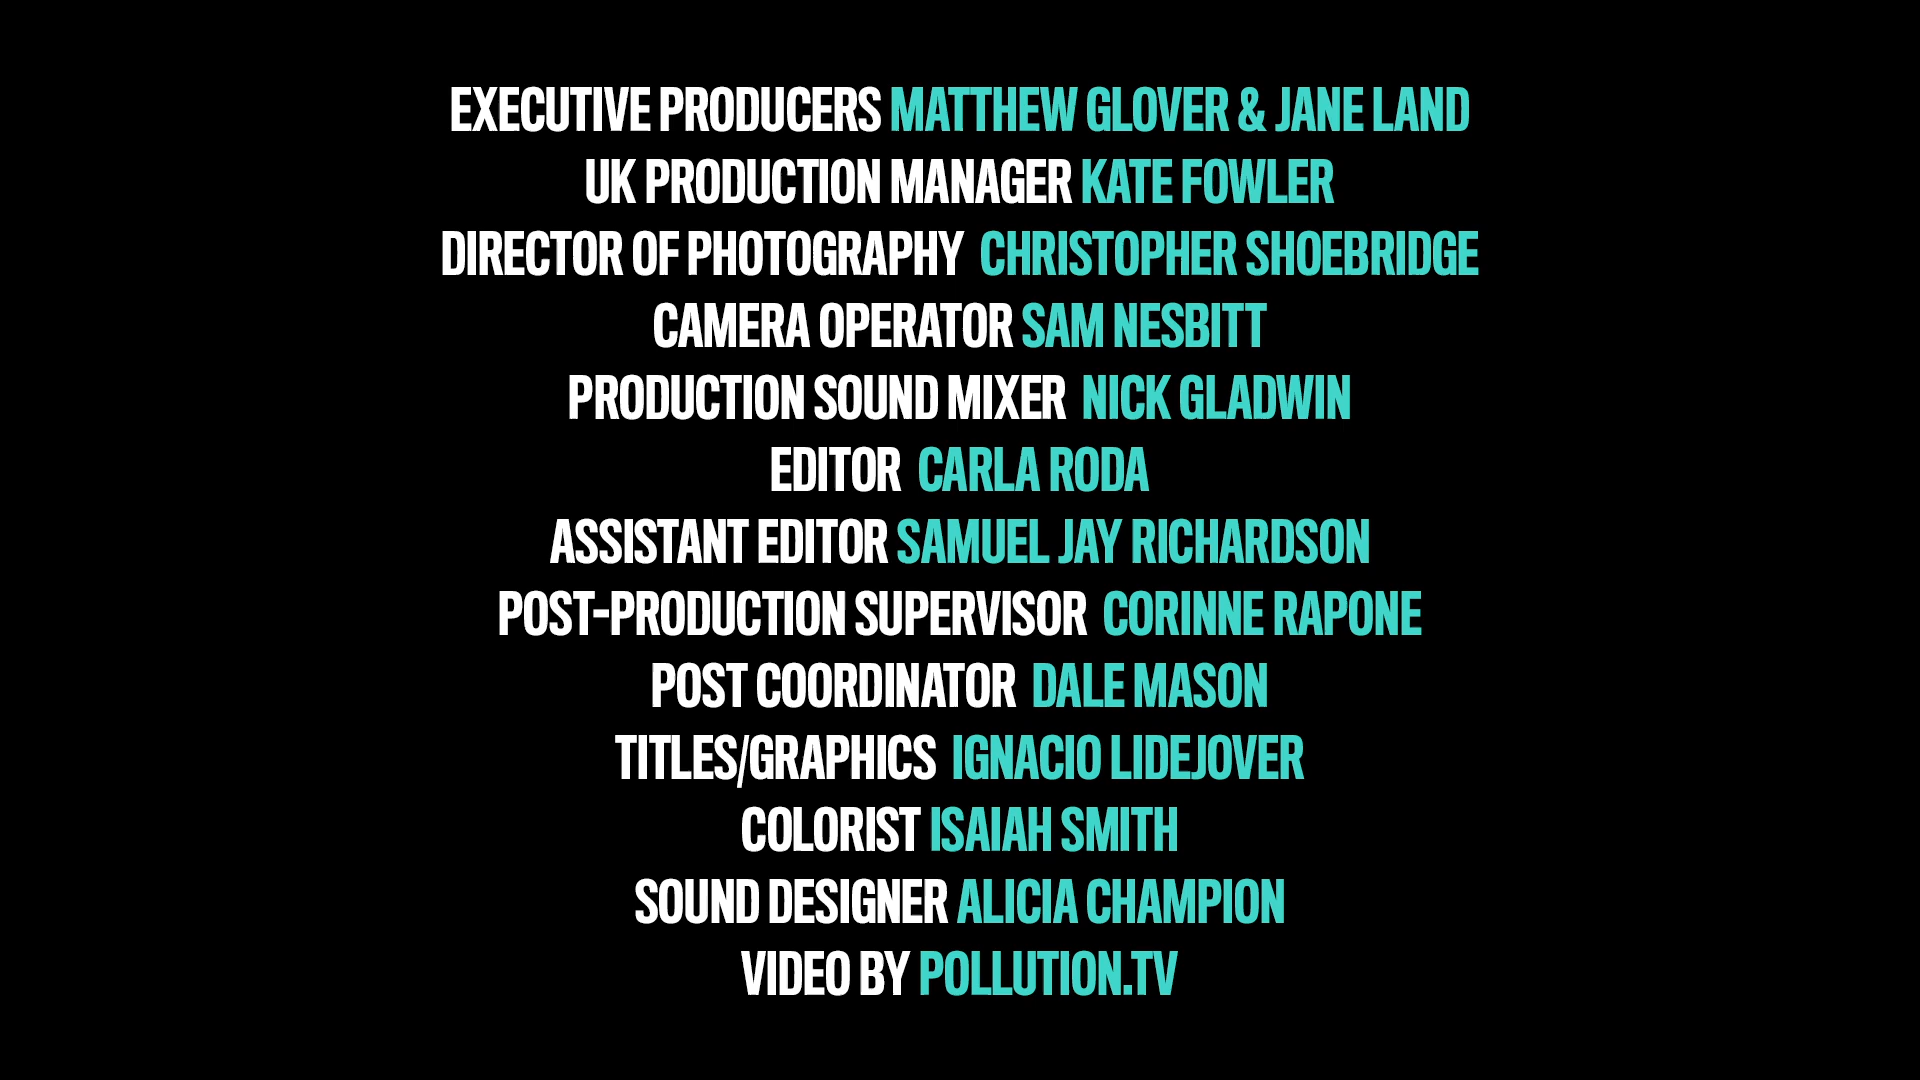 EXECUTIVE PRODUCERS MATTHEW GLOVER & JANE LAND
UK PRODUCTION MANAGER KATE FOWLER
DIRECTOR OF PHOTOGRAPHY CHRISTOPHER SHOEBRIDGE
CAMERA OPERATOR SAM NESBITT
PRODUCTION SOUND MIXER NICK GLADWIN
EDITOR CARLA RODA
ASSISTANT EDITOR SAMUEL JAY RICHARDSON
POST-PRODUCTION SUPERVISOR CORINNE RAPONE
POST COORDINATOR DALE MASON
TITLES/GRAPHICS IGNACIO LIDEJOVER
COLORIST ISAIAH SMITH
SOUND DESIGNER ALICIA CHAMPION
VIDEO BY POLLUTION.TV